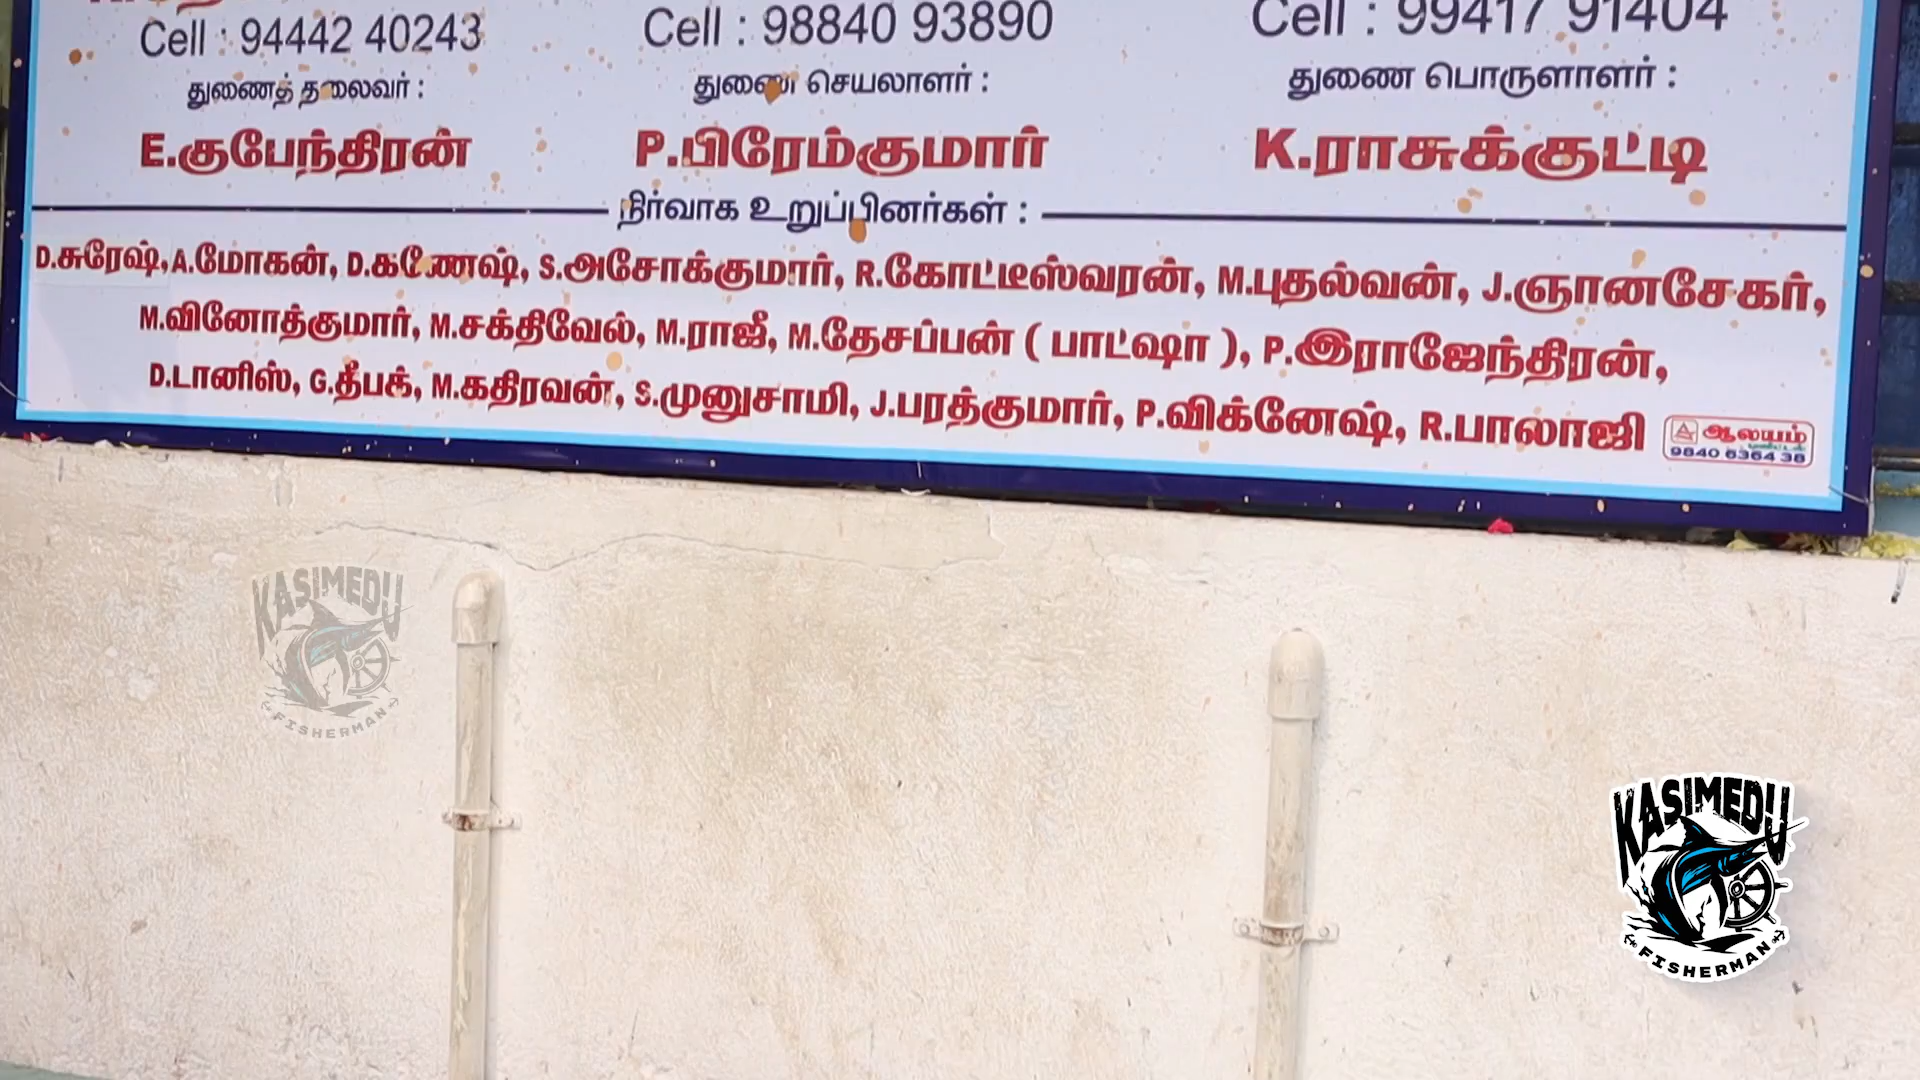 Cell : 94442 40243 Cell : 98840 93890 Cell : 99417 91404
துணைத் தலைவர் : துணை செயலாளர் : துணை பொருளாளர் :
E.குபேந்திரன் P.பிரேம்குமார் K.ராசுக்குட்டி
நிர்வாக உறுப்பினர்கள் :
D.சுரேஷ்,A.மோகன், D.கணேஷ், S.அசோக்குமார், R.கோட்டீஸ்வரன், M.புதல்வன், J.ஞானசேகர்,
M.வினோத்குமார், M.சக்திவேல், M.ராஜீ, M.தேசப்பன் ( பாட்ஷா ), P.இராஜேந்திரன்,
D.டானிஸ், G.தீபக், M.கதிரவன், S.முனுசாமி, J.பரத்குமார், P.விக்னேஷ், R.பாலாஜி
ஆலயம்
9840 6364 38
KASIMEDU
FISHERMAN
KASIMEDU
FISHERMAN